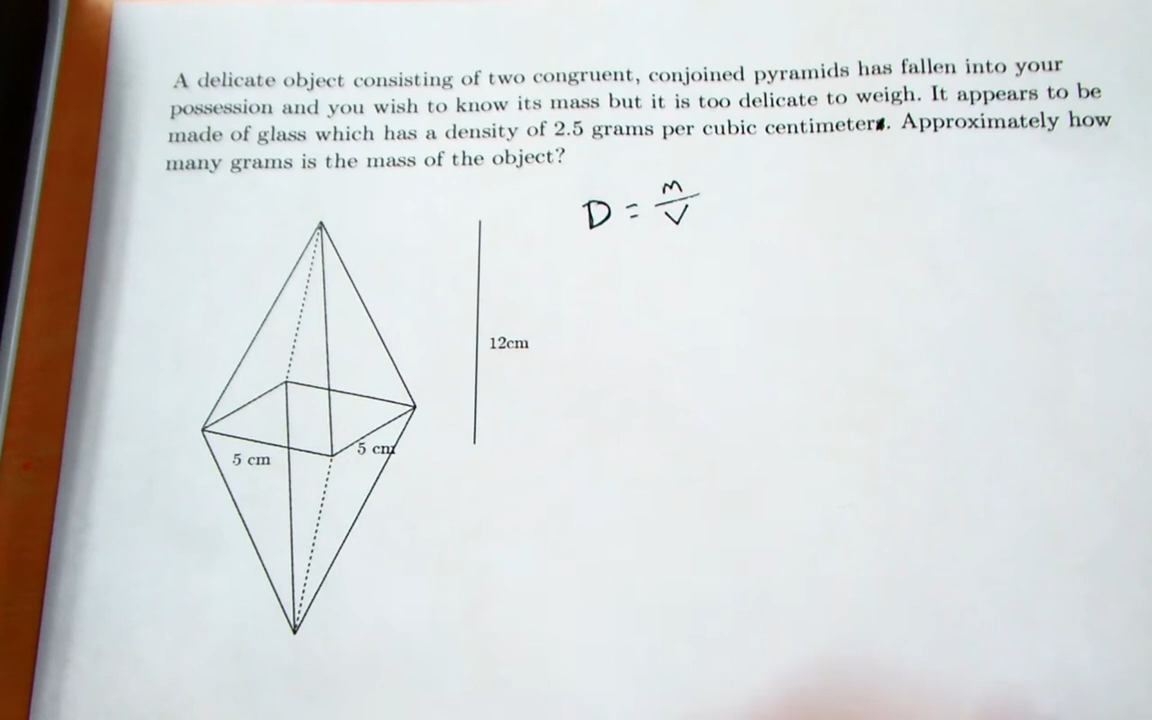 A delicate object consisting of two congruent, conjoined pyramids has fallen into your
possession and you wish to know its mass but it is too delicate to weigh. It appears to be
made of glass which has a density of 2.5 grams per cubic centimeter. Approximately how
many grams is the mass of the object?
D = m/V
12cm
5 cm
5 cm